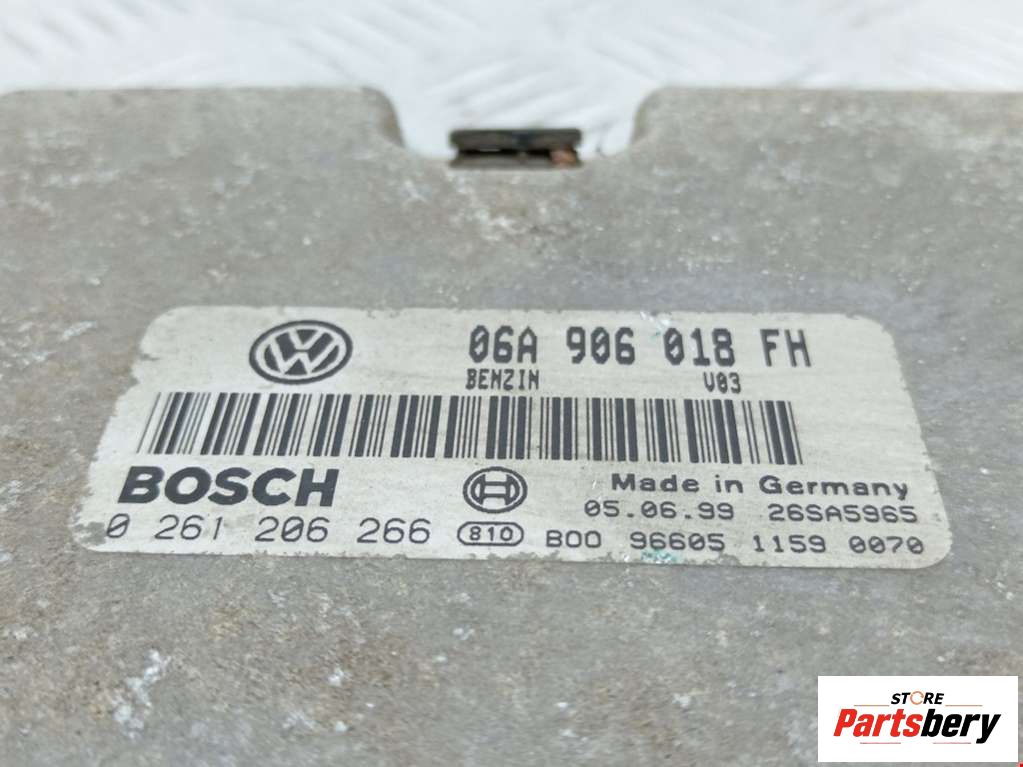 06A 906 018 FH
BENZIN V03
BOSCH
Made in Germany
05.06.99 26SA5965
0 261 206 266 810 B00 96605 1159 0070
STORE
Partsbery